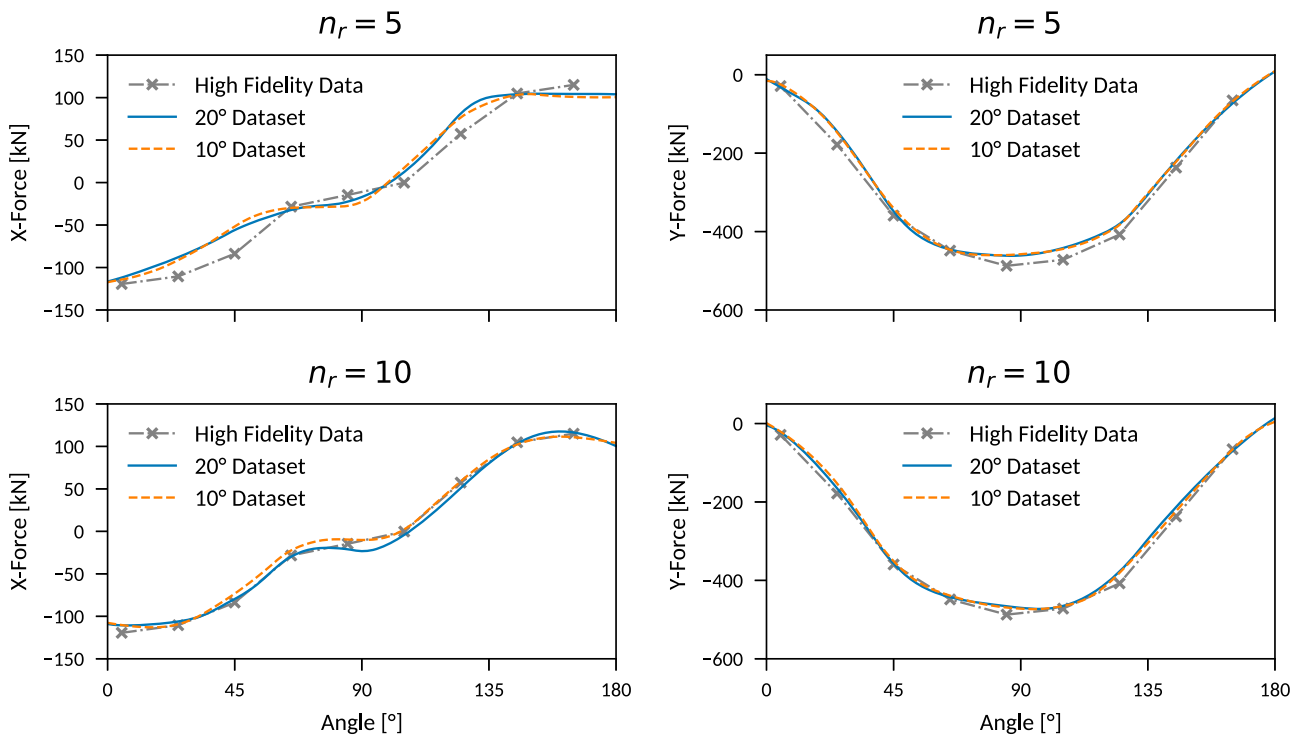 n_r = 5
X-Force [kN]
150
100
50
0
−50
−100
−150
High Fidelity Data
20° Dataset
10° Dataset
n_r = 5
Y-Force [kN]
0
−200
−400
−600
High Fidelity Data
20° Dataset
10° Dataset
n_r = 10
X-Force [kN]
150
100
50
0
−50
−100
−150
High Fidelity Data
20° Dataset
10° Dataset
0 45 90 135 180
Angle [°]
n_r = 10
Y-Force [kN]
0
−200
−400
−600
High Fidelity Data
20° Dataset
10° Dataset
0 45 90 135 180
Angle [°]